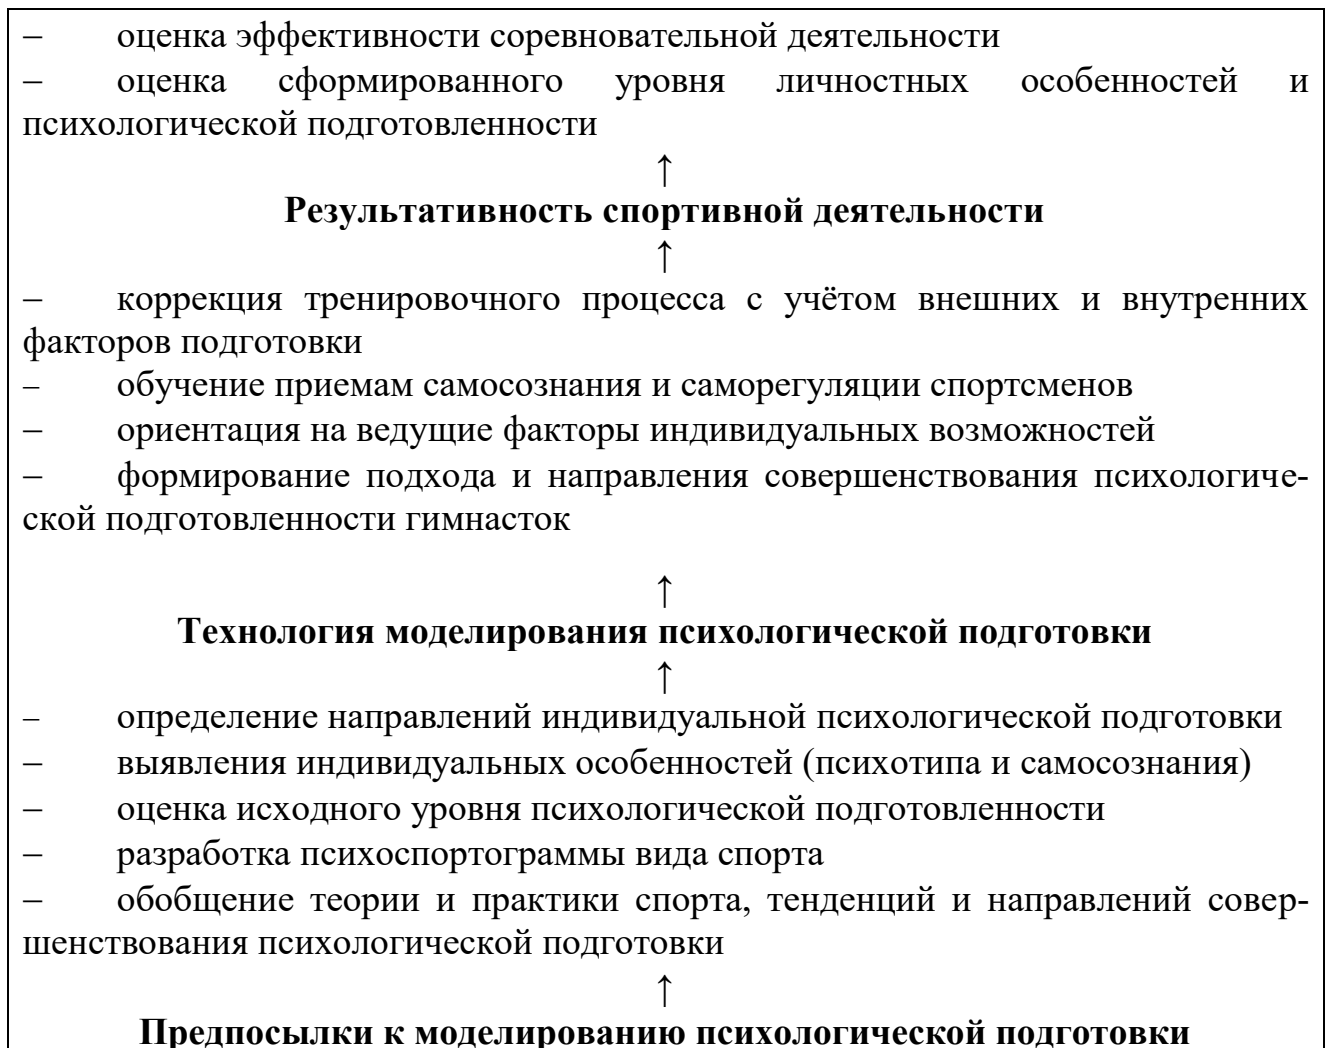 – оценка эффективности соревновательной деятельности
– оценка сформированного уровня личностных особенностей и
психологической подготовленности
↑
Результативность спортивной деятельности
↑
– коррекция тренировочного процесса с учётом внешних и внутренних
факторов подготовки
– обучение приемам самосознания и саморегуляции спортсменов
– ориентация на ведущие факторы индивидуальных возможностей
– формирование подхода и направления совершенствования психологиче-
ской подготовленности гимнасток
↑
Технология моделирования психологической подготовки
↑
– определение направлений индивидуальной психологической подготовки
– выявления индивидуальных особенностей (психотипа и самосознания)
– оценка исходного уровня психологической подготовленности
– разработка психоспортограммы вида спорта
– обобщение теории и практики спорта, тенденций и направлений совер-
шенствования психологической подготовки
↑
Предпосылки к моделированию психологической подготовки